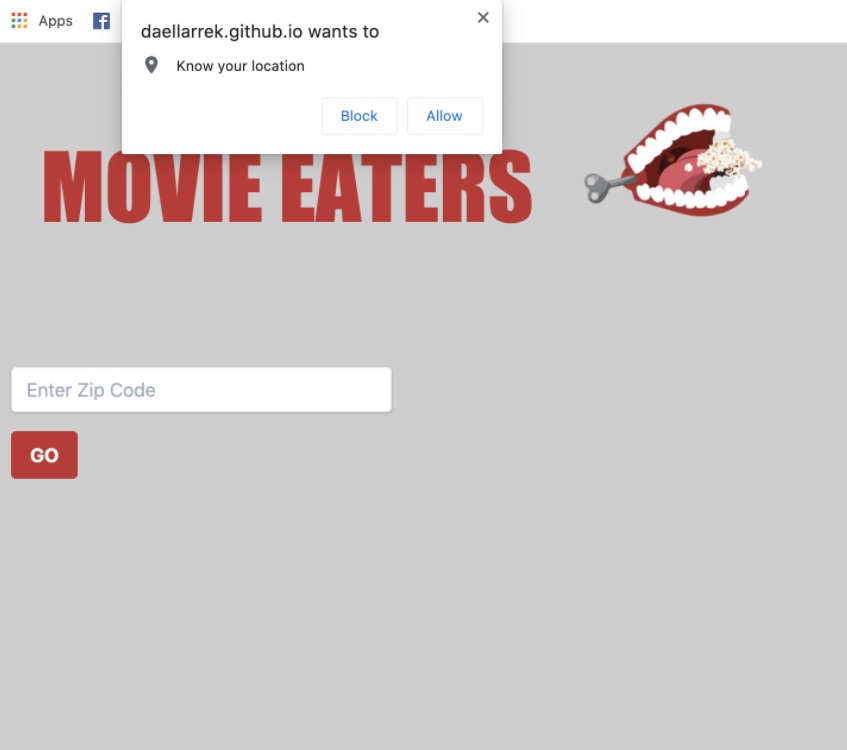 Apps
daellarrek.github.io wants to
Know your location
Block Allow
MOVIE EATERS
Enter Zip Code
GO